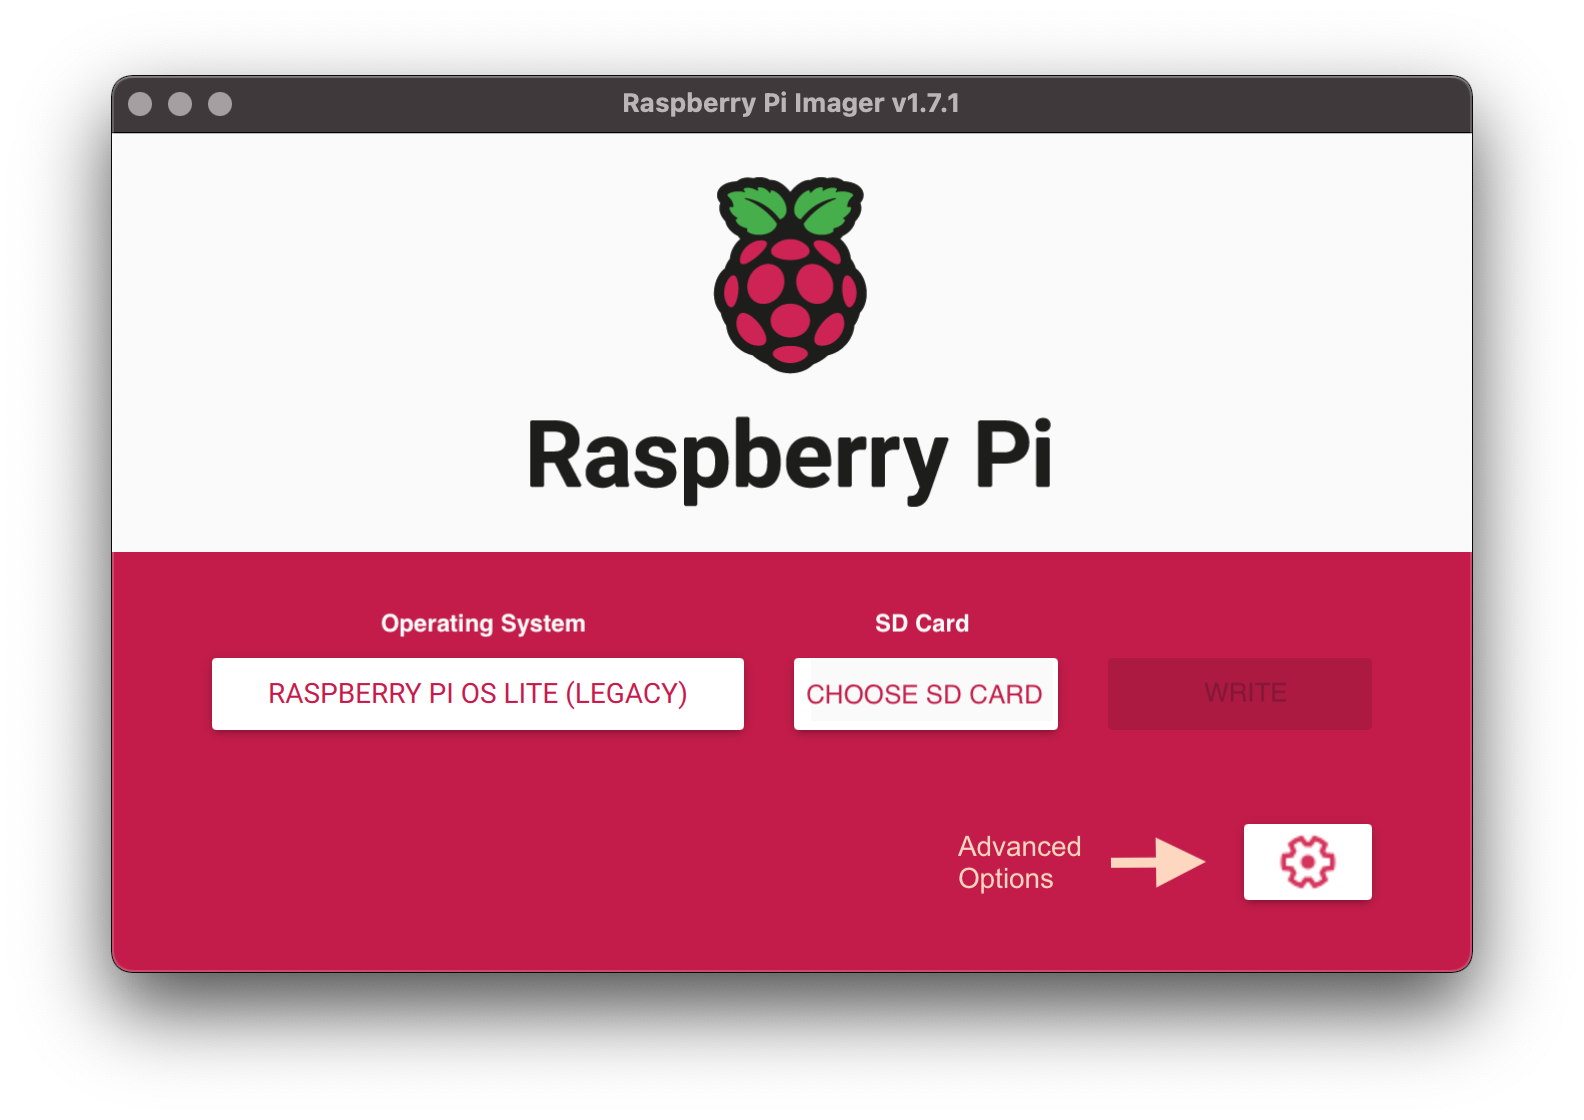 Raspberry Pi Imager v1.7.1
Raspberry Pi
Operating System
SD Card
RASPBERRY PI OS LITE (LEGACY)
CHOOSE SD CARD
WRITE
Advanced
Options